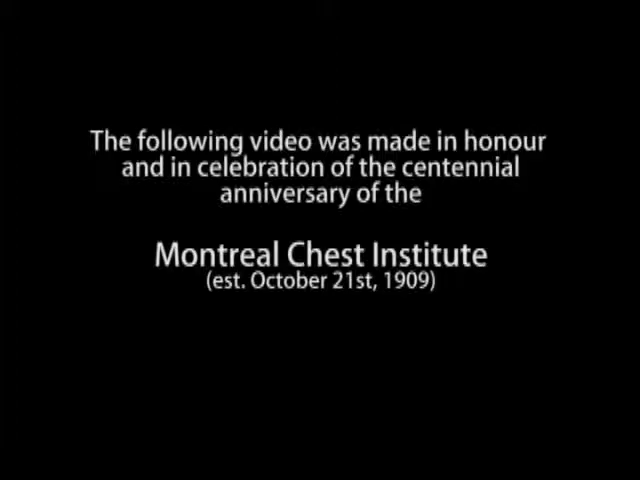 The following video was made in honour
and in celebration of the centennial
anniversary of the
Montreal Chest Institute
(est. October 21st, 1909)